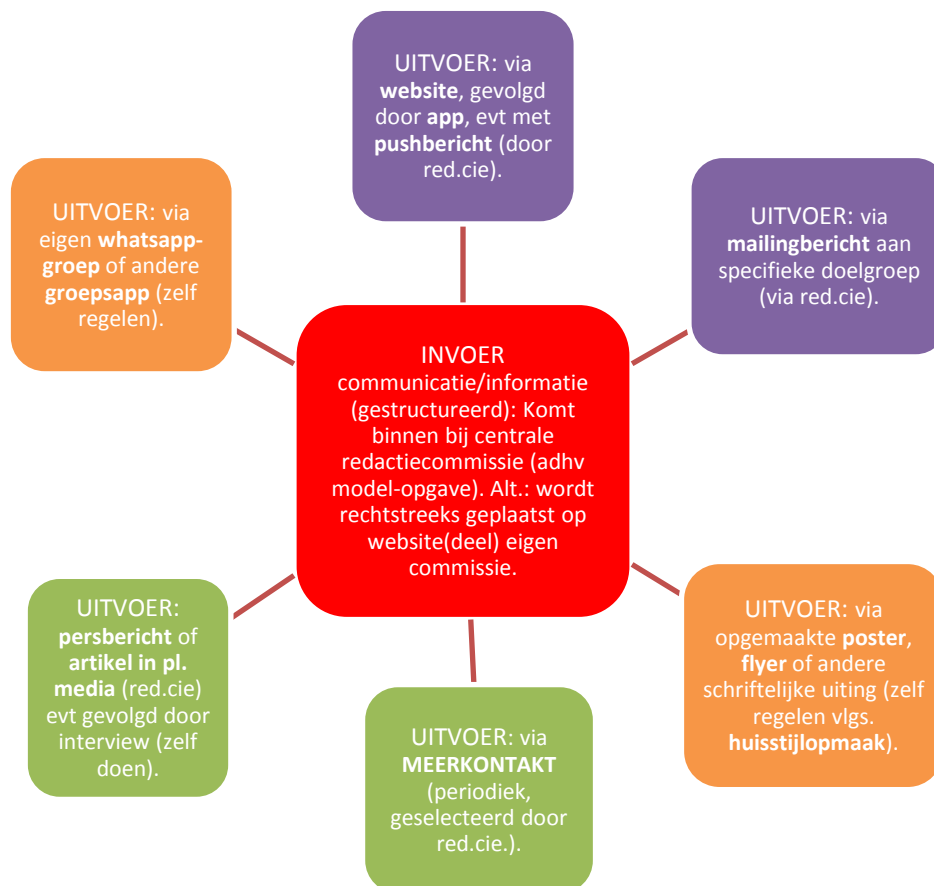 UITVOER: via
website, gevolgd
door app, evt met
pushbericht (door
red.cie).
UITVOER: via
eigen whatsapp-
groep of andere
groepsapp (zelf
regelen).
UITVOER: via
mailingbericht aan
specifieke doelgroep
(via red.cie).
INVOER
communicatie/informatie
(gestructureerd): Komt
binnen bij centrale
redactiecommissie (adhv
model-opgave). Alt.: wordt
rechtstreeks geplaatst op
website(deel) eigen
commissie.
UITVOER:
persbericht of
artikel in pl.
media (red.cie)
evt gevolgd door
interview (zelf
doen).
UITVOER: via
opgemaakte poster,
flyer of andere
schriftelijke uiting (zelf
regelen vlgs.
huisstijlopmaak).
UITVOER: via
MEERKONTAKT
(periodiek,
geselecteerd door
red.cie.).